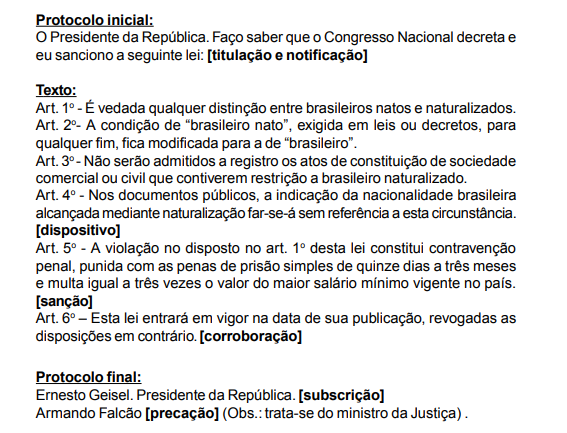 Protocolo inicial:
O Presidente da República. Faço saber que o Congresso Nacional decreta e
eu sanciono a seguinte lei: [titulação e notificação]
Texto:
Art. 1º - É vedada qualquer distinção entre brasileiros natos e naturalizados.
Art. 2º- A condição de “brasileiro nato”, exigida em leis ou decretos, para
qualquer fim, fica modificada para a de “brasileiro”.
Art. 3º- Não serão admitidos a registro os atos de constituição de sociedade
comercial ou civil que contiverem restrição a brasileiro naturalizado.
Art. 4º - Nos documentos públicos, a indicação da nacionalidade brasileira
alcançada mediante naturalização far-se-á sem referência a esta circunstância.
[dispositivo]
Art. 5º - A violação no disposto no art. 1º desta lei constitui contravenção
penal, punida com as penas de prisão simples de quinze dias a três meses
e multa igual a três vezes o valor do maior salário mínimo vigente no país.
[sanção]
Art. 6º – Esta lei entrará em vigor na data de sua publicação, revogadas as
disposições em contrário. [corroboração]
Protocolo final:
Ernesto Geisel. Presidente da República. [subscrição]
Armando Falcão [precação] (Obs.: trata-se do ministro da Justiça) .